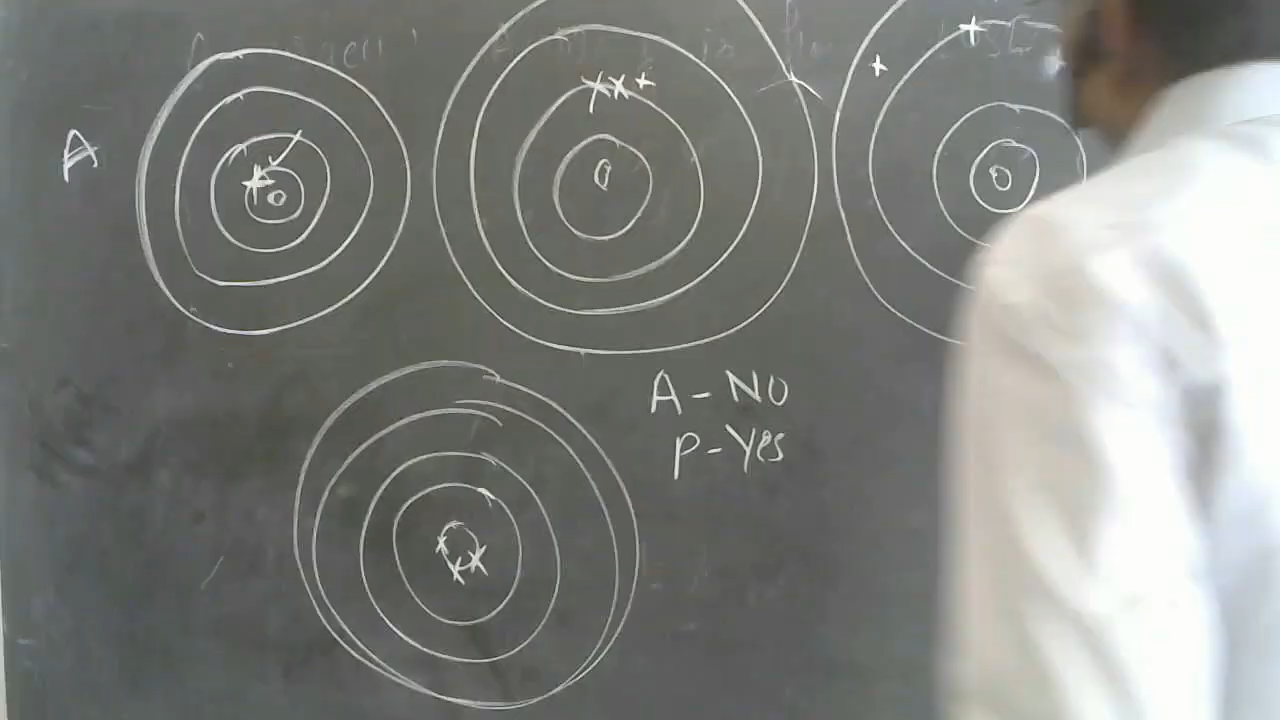 A
A - NO
P - Yes